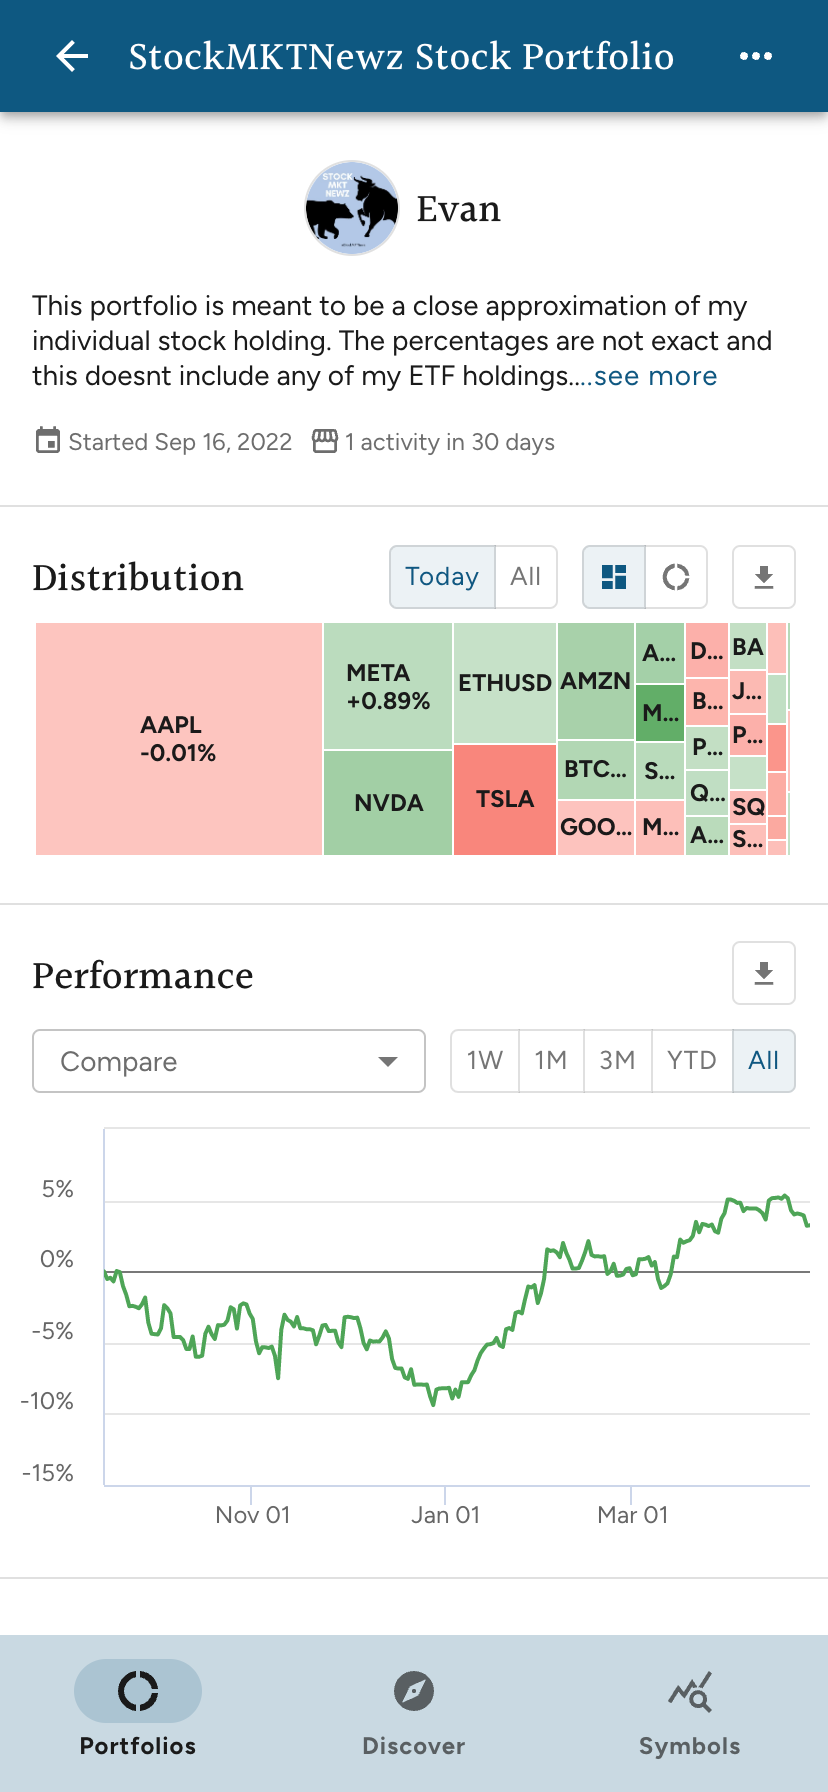 StockMKTNewz Stock Portfolio
STOCK
MKT
NEWZ
Evan
This portfolio is meant to be a close approximation of my
individual stock holding. The percentages are not exact and
this doesnt include any of my ETF holdings....see more
Started Sep 16, 2022 1 activity in 30 days
Distribution
Today All
AAPL
-0.01%
META
+0.89%
NVDA
ETHUSD
TSLA
AMZN
BTC...
GOO...
A...
M...
S...
M...
D...
B...
P...
Q...
A...
BA
J...
P...
SQ
S...
Performance
Compare
1W 1M 3M YTD All
5%
0%
-5%
-10%
-15%
Nov 01 Jan 01 Mar 01
Portfolios Discover Symbols